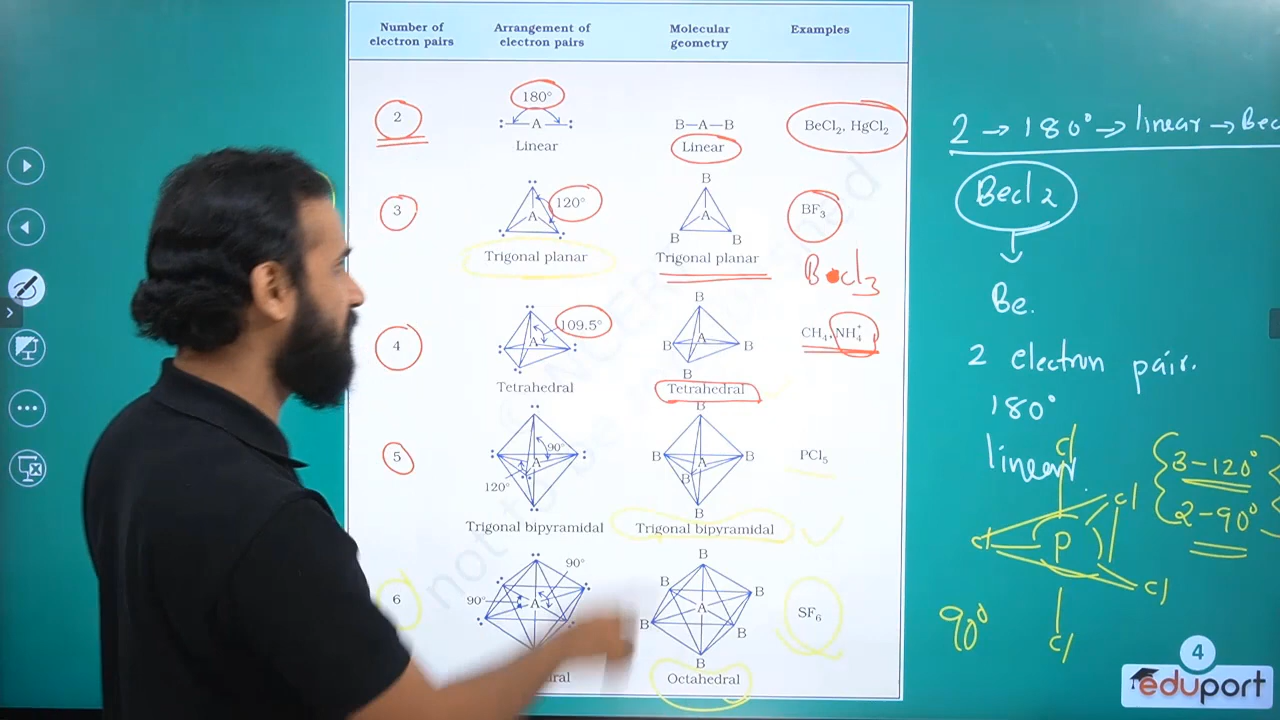 Number of electron pairs
Arrangement of electron pairs
Molecular geometry
Examples
2
180°
:—A—:
Linear
B—A—B
Linear
BeCl2, HgCl2
3
120°
A
Trigonal planar
B
A
B B
Trigonal planar
BF3
BCl3
4
109.5°
A
Tetrahedral
B
A
B B
B
Tetrahedral
CH4, NH4+
5
90°
A
120°
Trigonal bipyramidal
B
B A B
B
B
Trigonal bipyramidal
PCl5
6
90°
90°
A
B
B B
A
B B
B
Octahedral
SF6
2 → 180° → linear → Bec
Becl2
Be.
2 electron pair.
180°
linear
cl
cl
P
cl
cl
3-120°
2-90°
90°
4
eduport